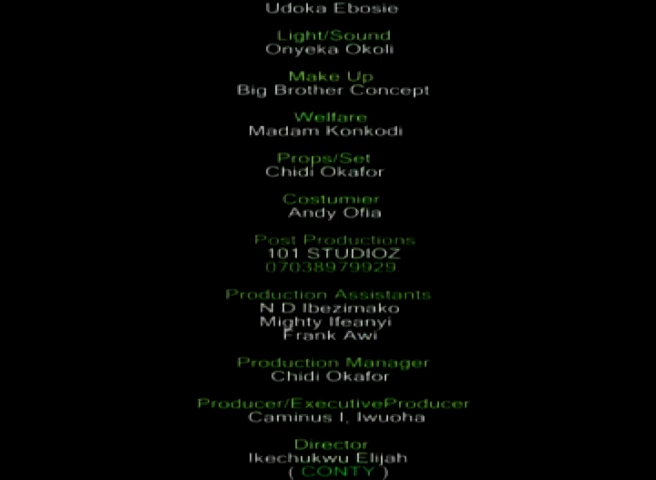 Udoka Ebosie
Light/Sound
Onyeka Okoli
Make Up
Big Brother Concept
Welfare
Madam Konkodi
Props/Set
Chidi Okafor
Costumier
Andy Ofia
Post Productions
101 STUDIOZ
07038979929
Production Assistants
N D Ibezimako
Mighty Ifeanyi
Frank Awi
Production Manager
Chidi Okafor
Producer/ExecutiveProducer
Caminus I, Iwuoha
Director
Ikechukwu Elijah
( CONTY )